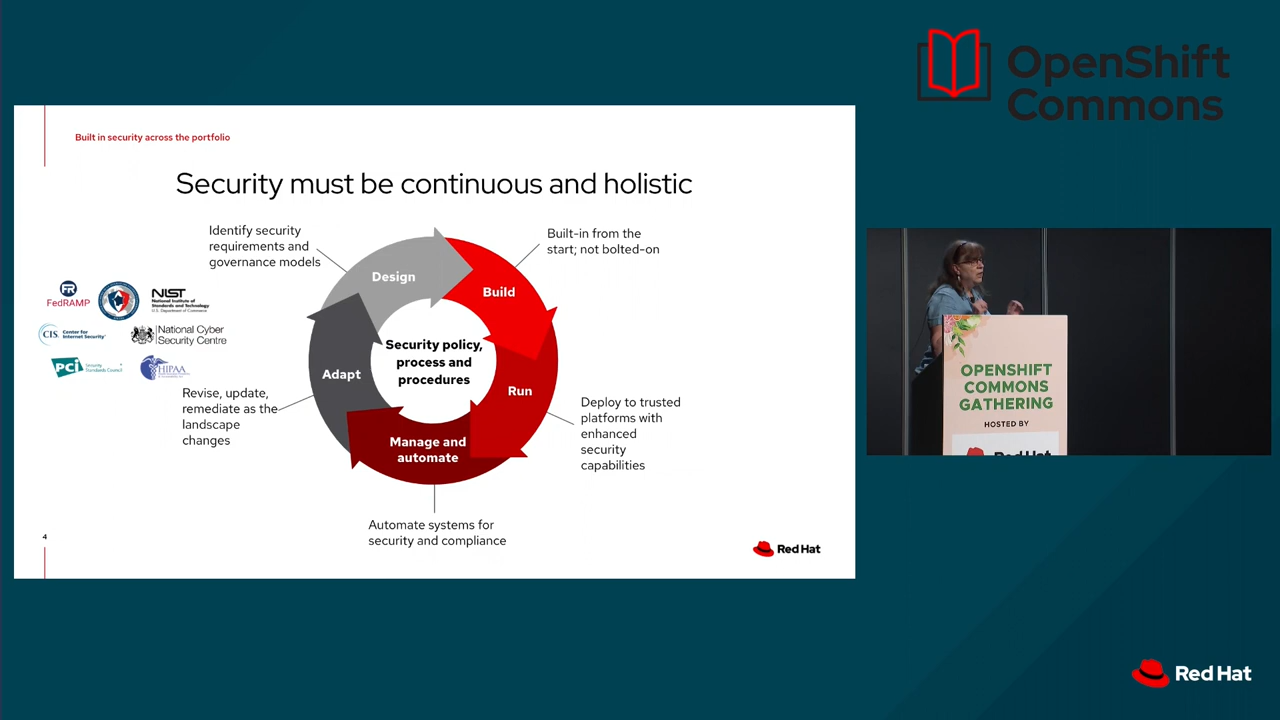 OpenShift
Commons
Built in security across the portfolio
Security must be continuous and holistic
Identify security
requirements and
governance models
Built-in from the
start; not bolted-on
Design
Build
FR
FedRAMP
NIST
National Institute of
Standards and Technology
U.S. Department of Commerce
CIS
Center for
Internet Security
National Cyber
Security Centre
PCI
Security
Standards Council
HIPAA
Security policy,
process and
procedures
Adapt
Run
Revise, update,
remediate as the
landscape
changes
Deploy to trusted
platforms with
enhanced
security
capabilities
Manage and
automate
Automate systems for
security and compliance
4
Red Hat
OPENSHIFT
COMMONS
GATHERING
HOSTED BY
Red Hat
Red Hat